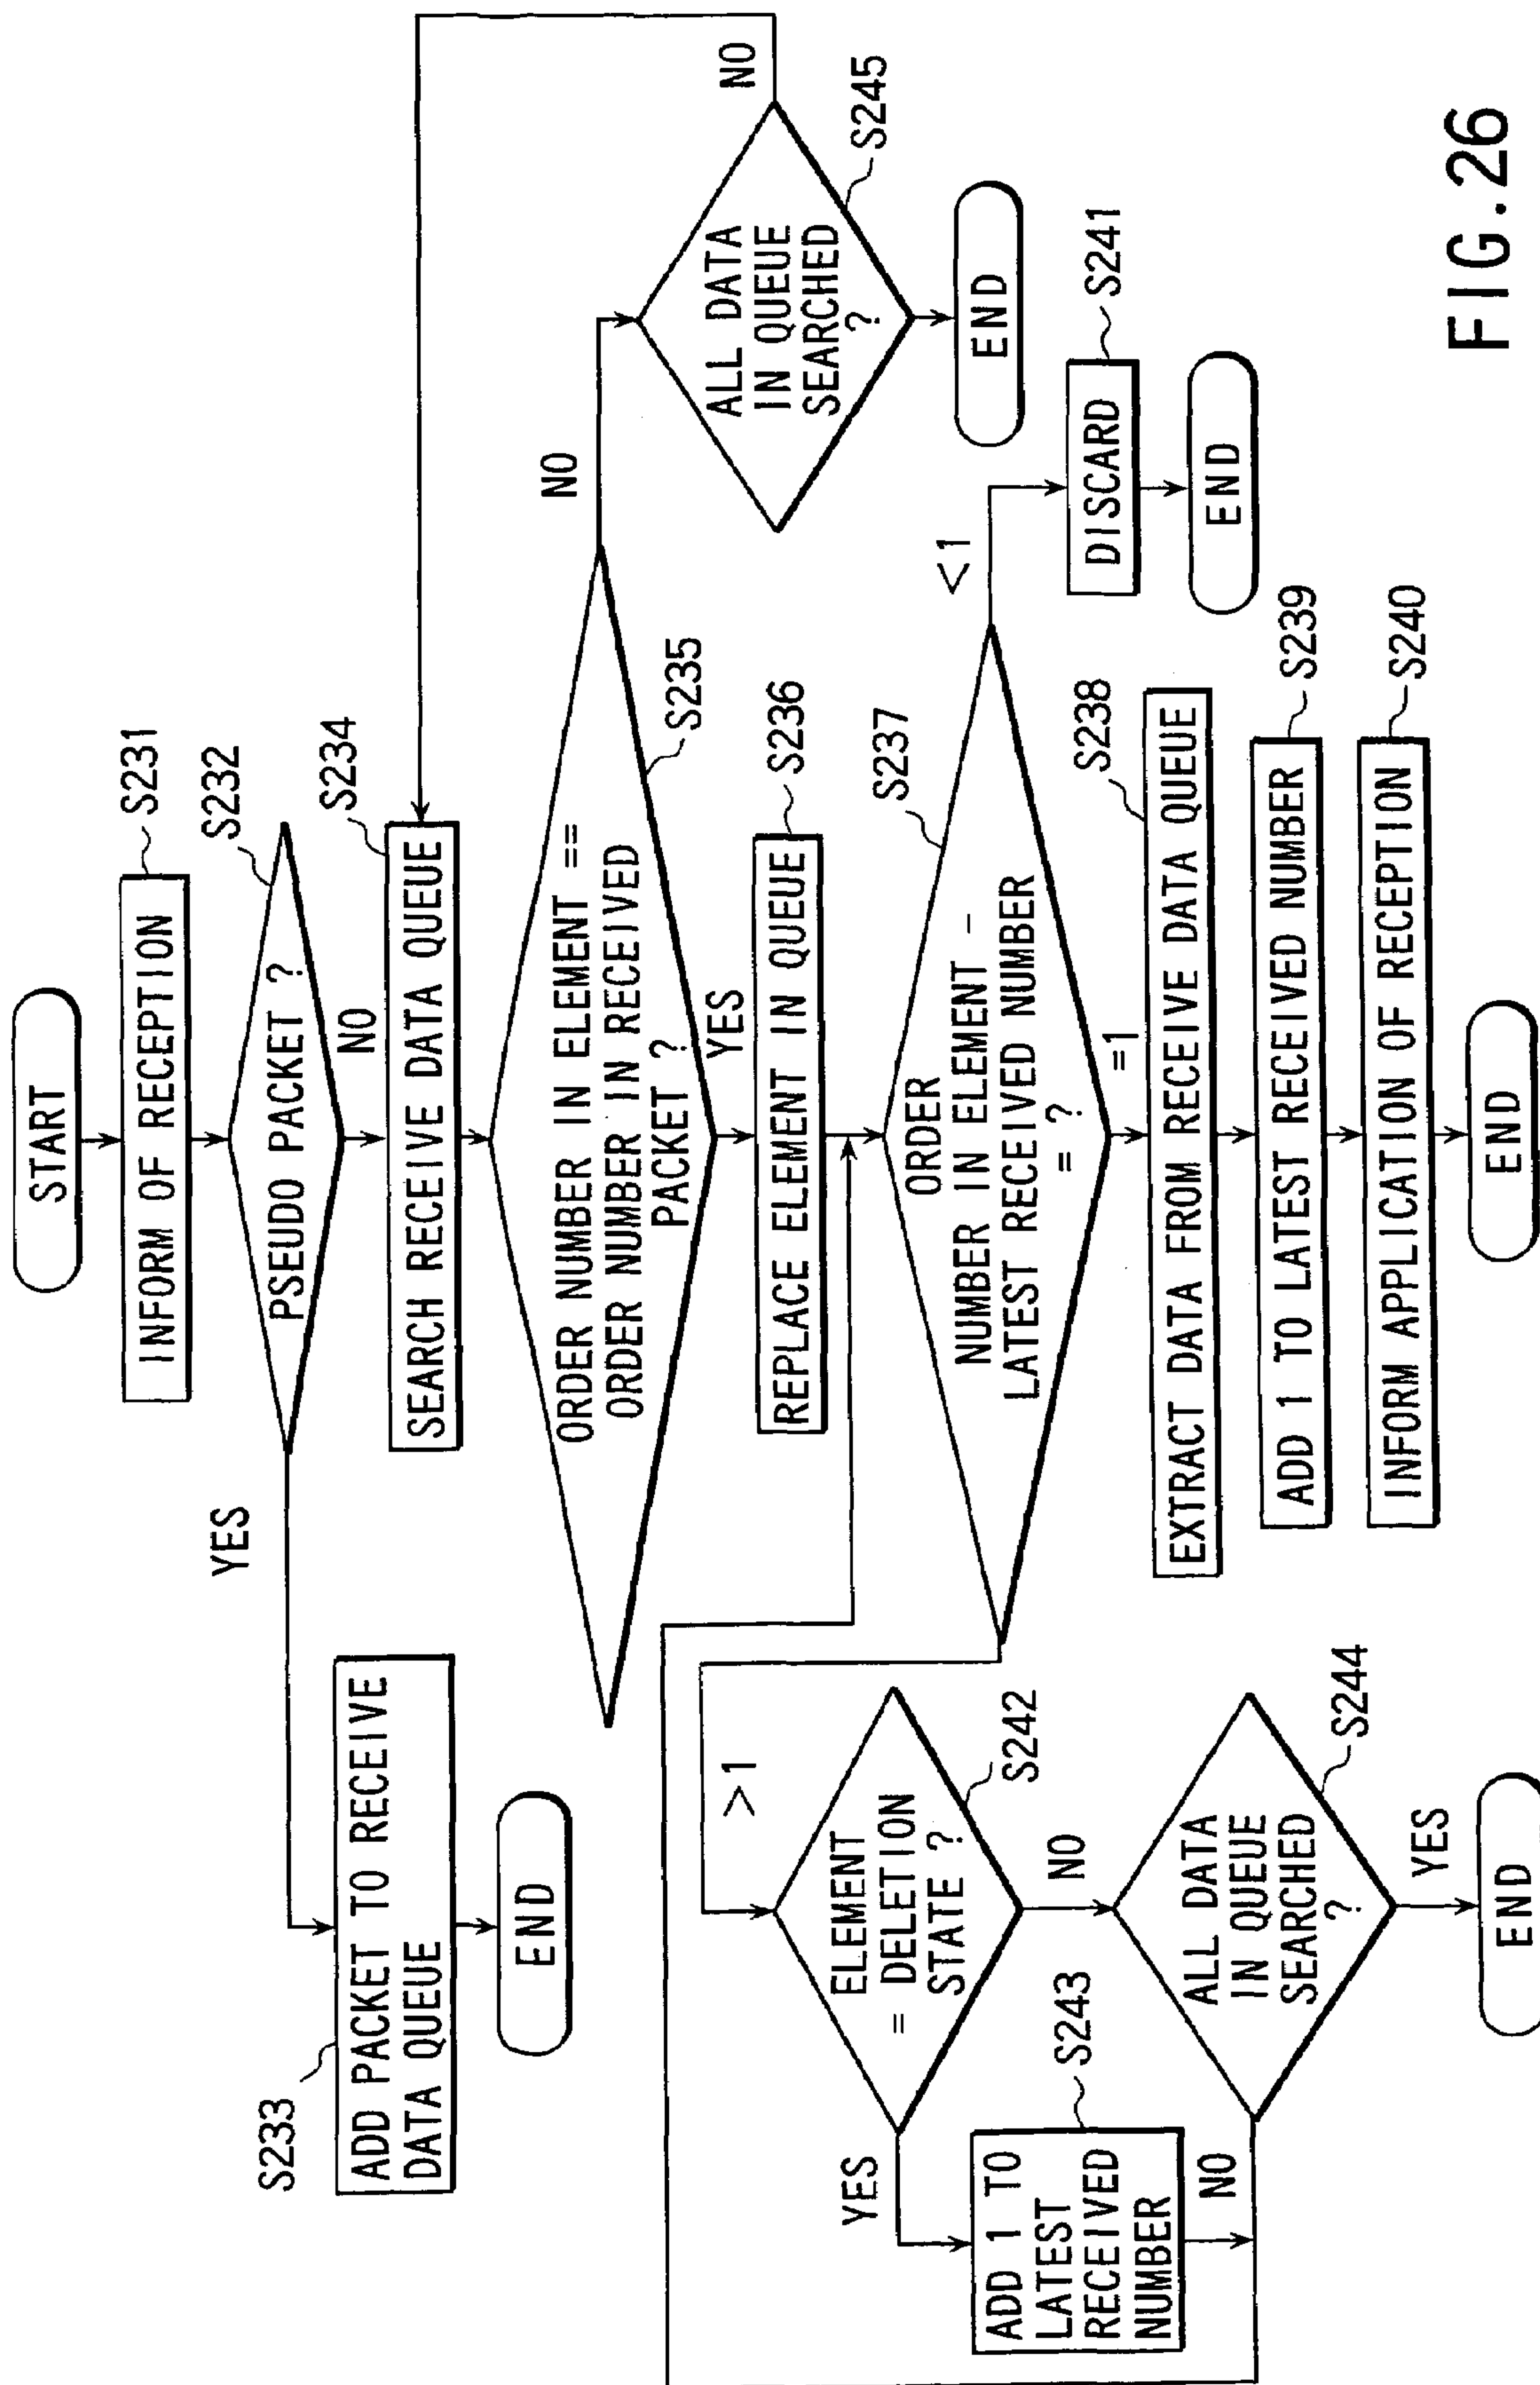 START
INFORM OF RECEPTION
S231
PSEUDO PACKET ?
S232
YES
NO
S233
ADD PACKET TO RECEIVE
DATA QUEUE
END
SEARCH RECEIVE DATA QUEUE
S234
ORDER NUMBER IN ELEMENT ==
ORDER NUMBER IN RECEIVED
PACKET ?
S235
NO
YES
ALL DATA
IN QUEUE
SEARCHED
?
S245
NO
END
REPLACE ELEMENT IN QUEUE
S236
ORDER
NUMBER IN ELEMENT -
LATEST RECEIVED NUMBER
= ?
S237
<1
DISCARD
S241
END
=1
EXTRACT DATA FROM RECEIVE DATA QUEUE
S238
ADD 1 TO LATEST RECEIVED NUMBER
S239
INFORM APPLICATION OF RECEPTION
S240
END
>1
ELEMENT
= DELETION
STATE ?
S242
YES
NO
S243
ADD 1 TO
LATEST
RECEIVED
NUMBER
ALL DATA
IN QUEUE
SEARCHED
?
S244
NO
YES
END
FIG.26